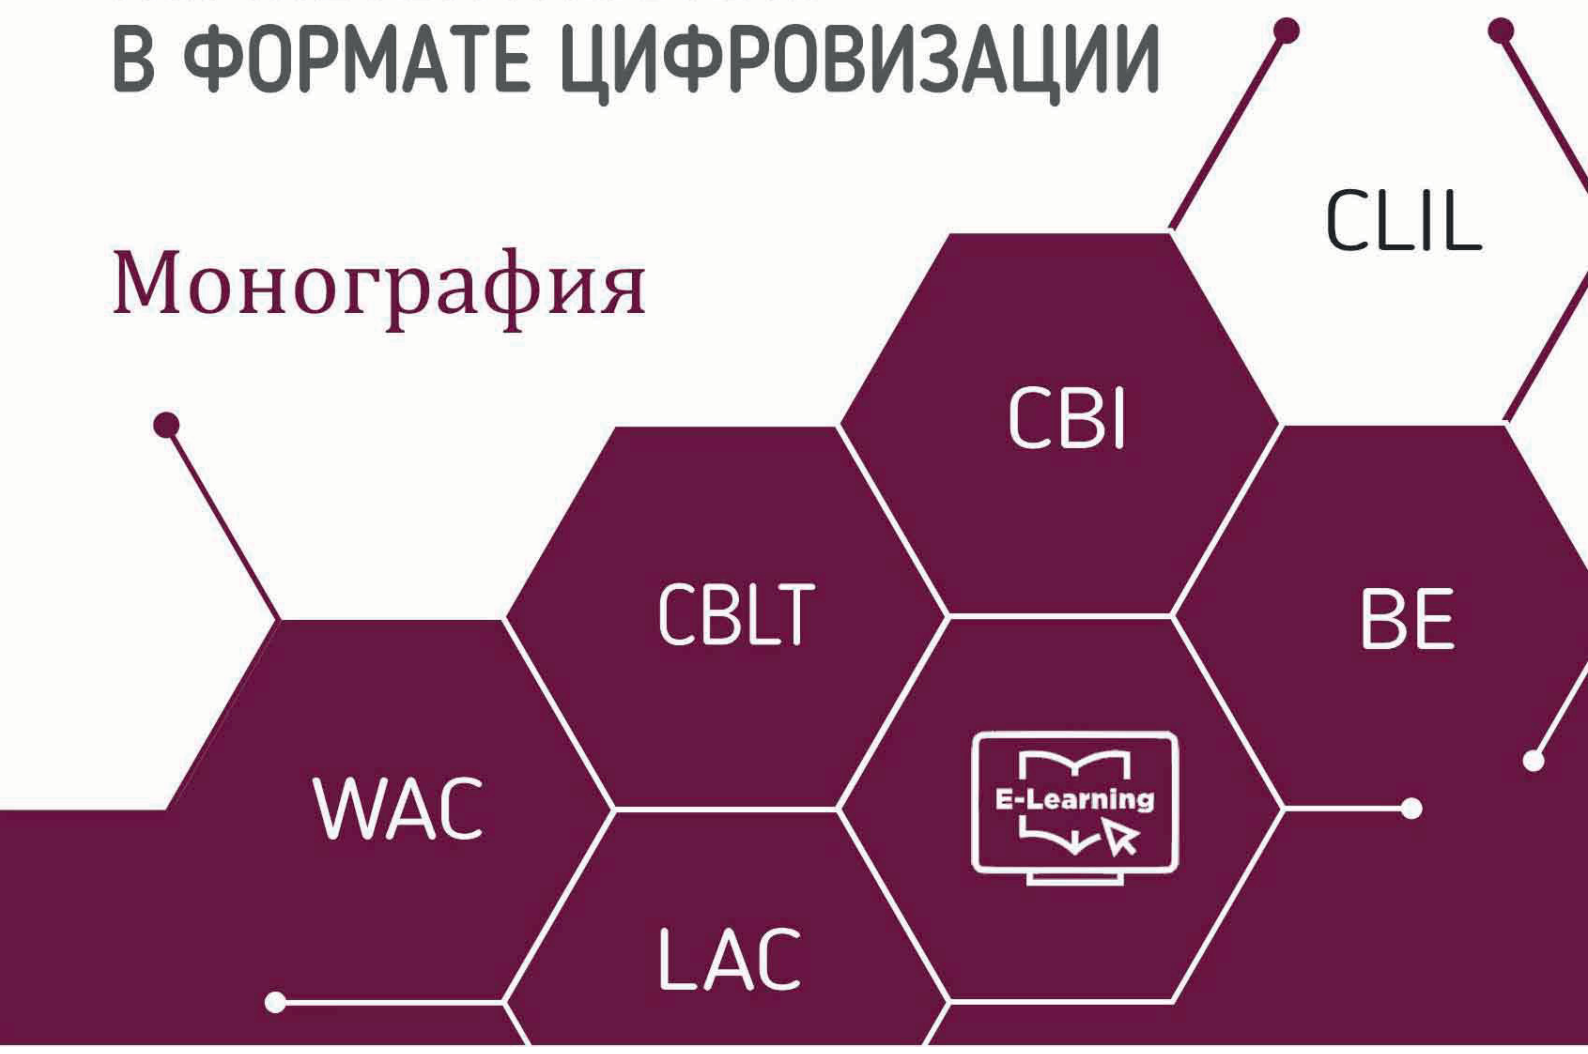 В ФОРМАТЕ ЦИФРОВИЗАЦИИ
CLIL
Монография
CBI
CBLT
BE
WAC
E-Learning
LAC